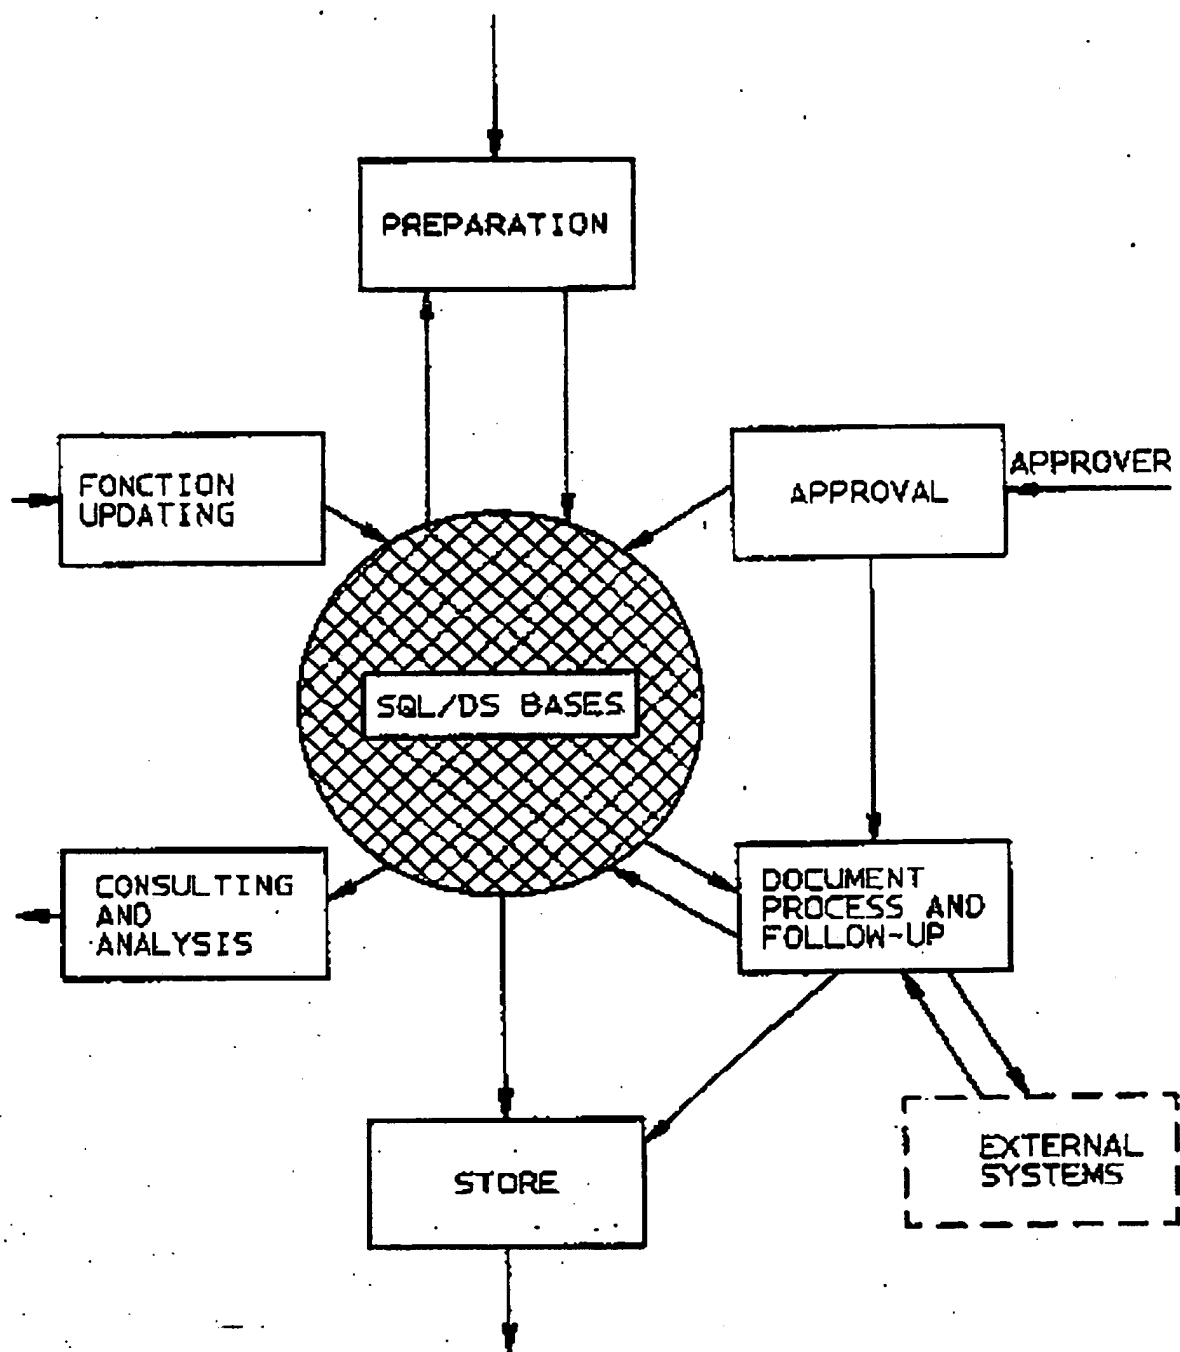 PREPARATION
FONCTION
UPDATING
APPROVAL
APPROVER
SQL/DS BASES
CONSULTING
AND
ANALYSIS
DOCUMENT
PROCESS AND
FOLLOW-UP
STORE
EXTERNAL
SYSTEMS